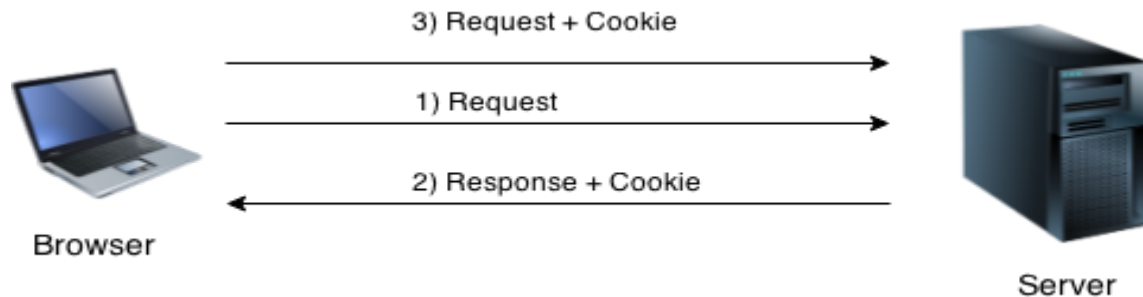 3) Request + Cookie
1) Request
2) Response + Cookie
Browser
Server